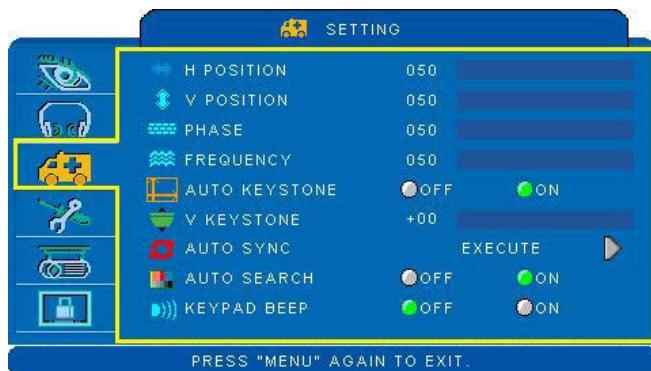 SETTING
H POSITION 050
V POSITION 050
PHASE 050
FREQUENCY 050
AUTO KEYSTONE OFF ON
V KEYSTONE +00
AUTO SYNC EXECUTE
AUTO SEARCH OFF ON
KEYPAD BEEP OFF ON
PRESS "MENU" AGAIN TO EXIT.